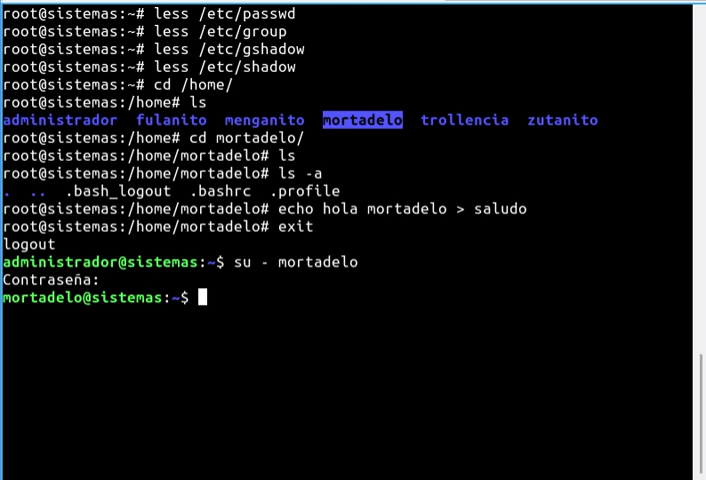 root@sistemas:~# less /etc/passwd
root@sistemas:~# less /etc/group
root@sistemas:~# less /etc/gshadow
root@sistemas:~# less /etc/shadow
root@sistemas:~# cd /home/
root@sistemas:/home# ls
administrador  fulanito  menganito  mortadelo  trollencia  zutanito
root@sistemas:/home# cd mortadelo/
root@sistemas:/home/mortadelo# ls
root@sistemas:/home/mortadelo# ls -a
.  ..  .bash_logout  .bashrc  .profile
root@sistemas:/home/mortadelo# echo hola mortadelo > saludo
root@sistemas:/home/mortadelo# exit
logout
administrador@sistemas:~$ su - mortadelo
Contraseña:
mortadelo@sistemas:~$